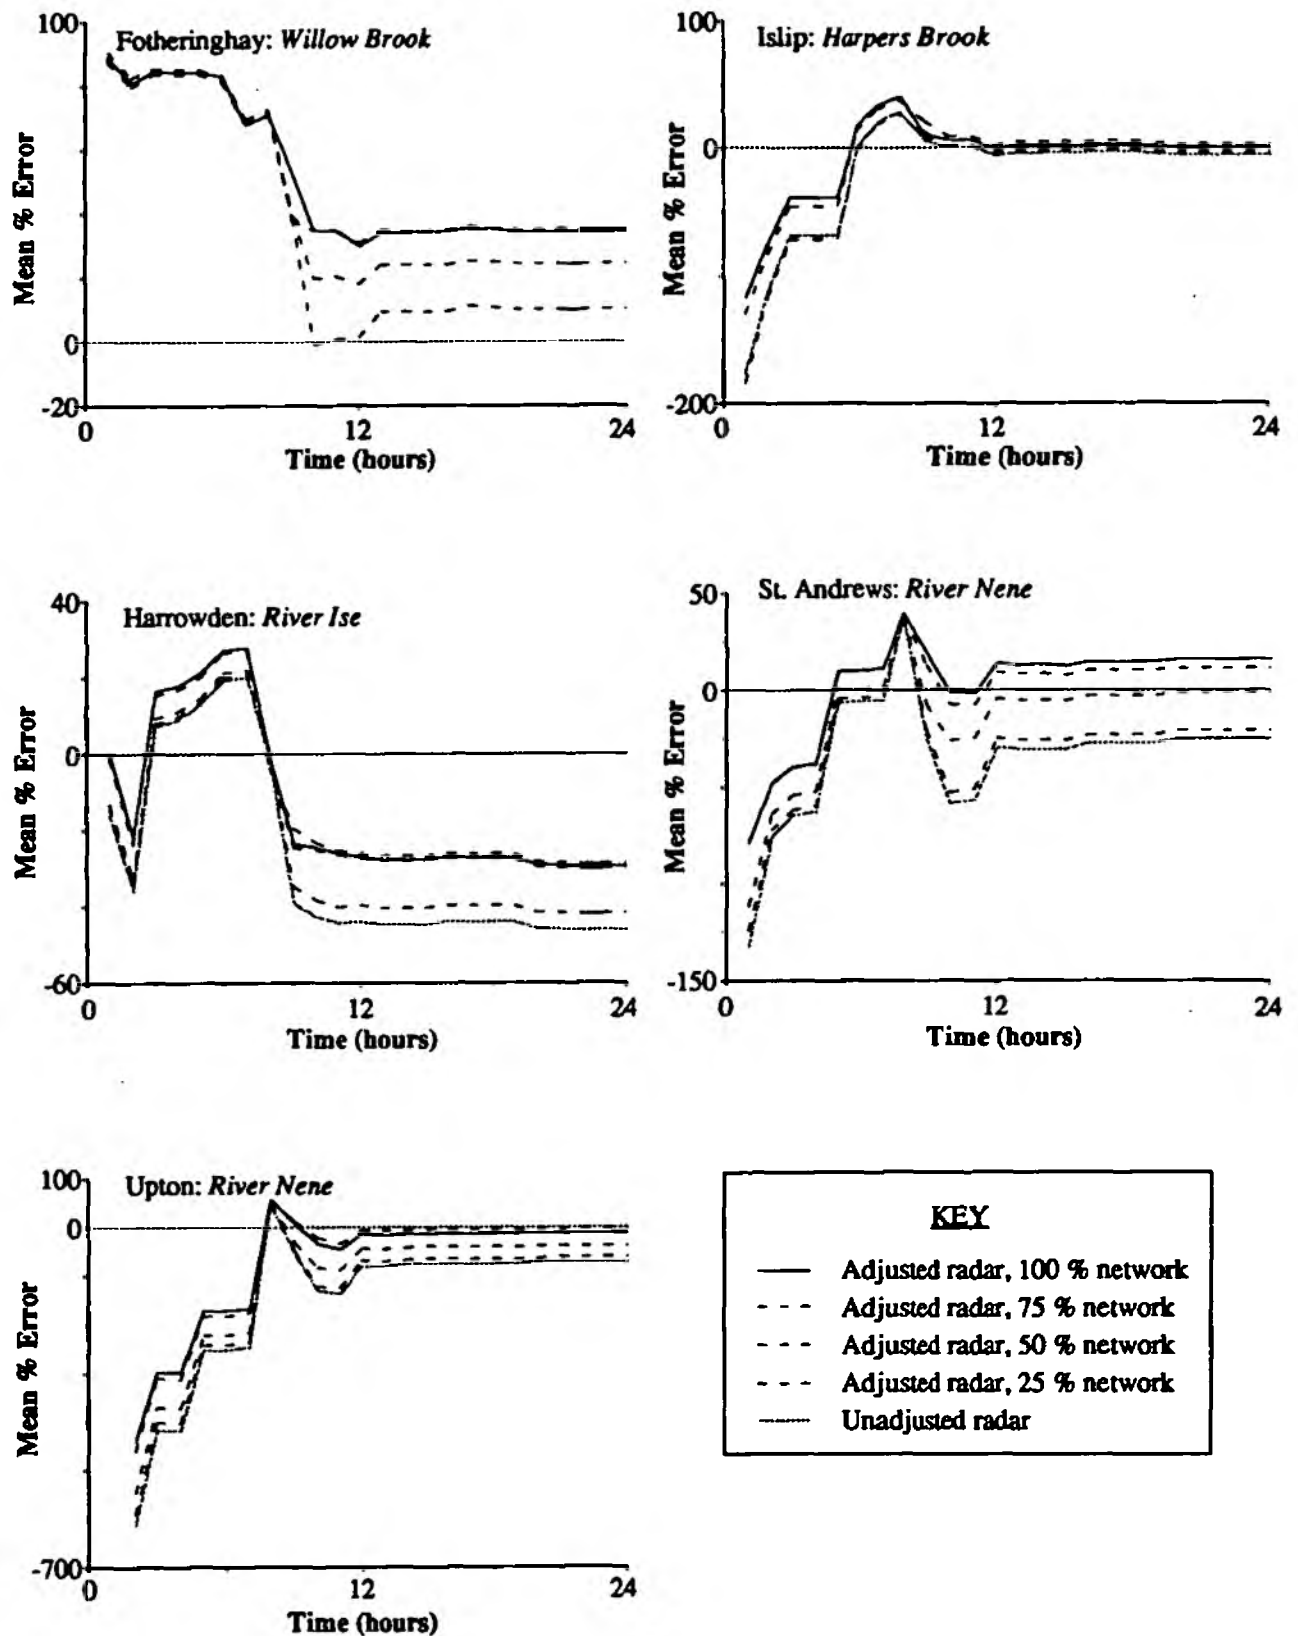 Fotheringhay: Willow Brook
100
0
-20
Mean % Error
0
12
24
Time (hours)
Islip: Harpers Brook
100
0
-200
Mean % Error
0
12
24
Time (hours)
Harrowden: River Ise
40
0
-60
Mean % Error
0
12
24
Time (hours)
St. Andrews: River Nene
50
0
-150
Mean % Error
0
12
24
Time (hours)
Upton: River Nene
100
0
-700
Mean % Error
0
12
24
Time (hours)
KEY
Adjusted radar, 100 % network
Adjusted radar, 75 % network
Adjusted radar, 50 % network
Adjusted radar, 25 % network
Unadjusted radar